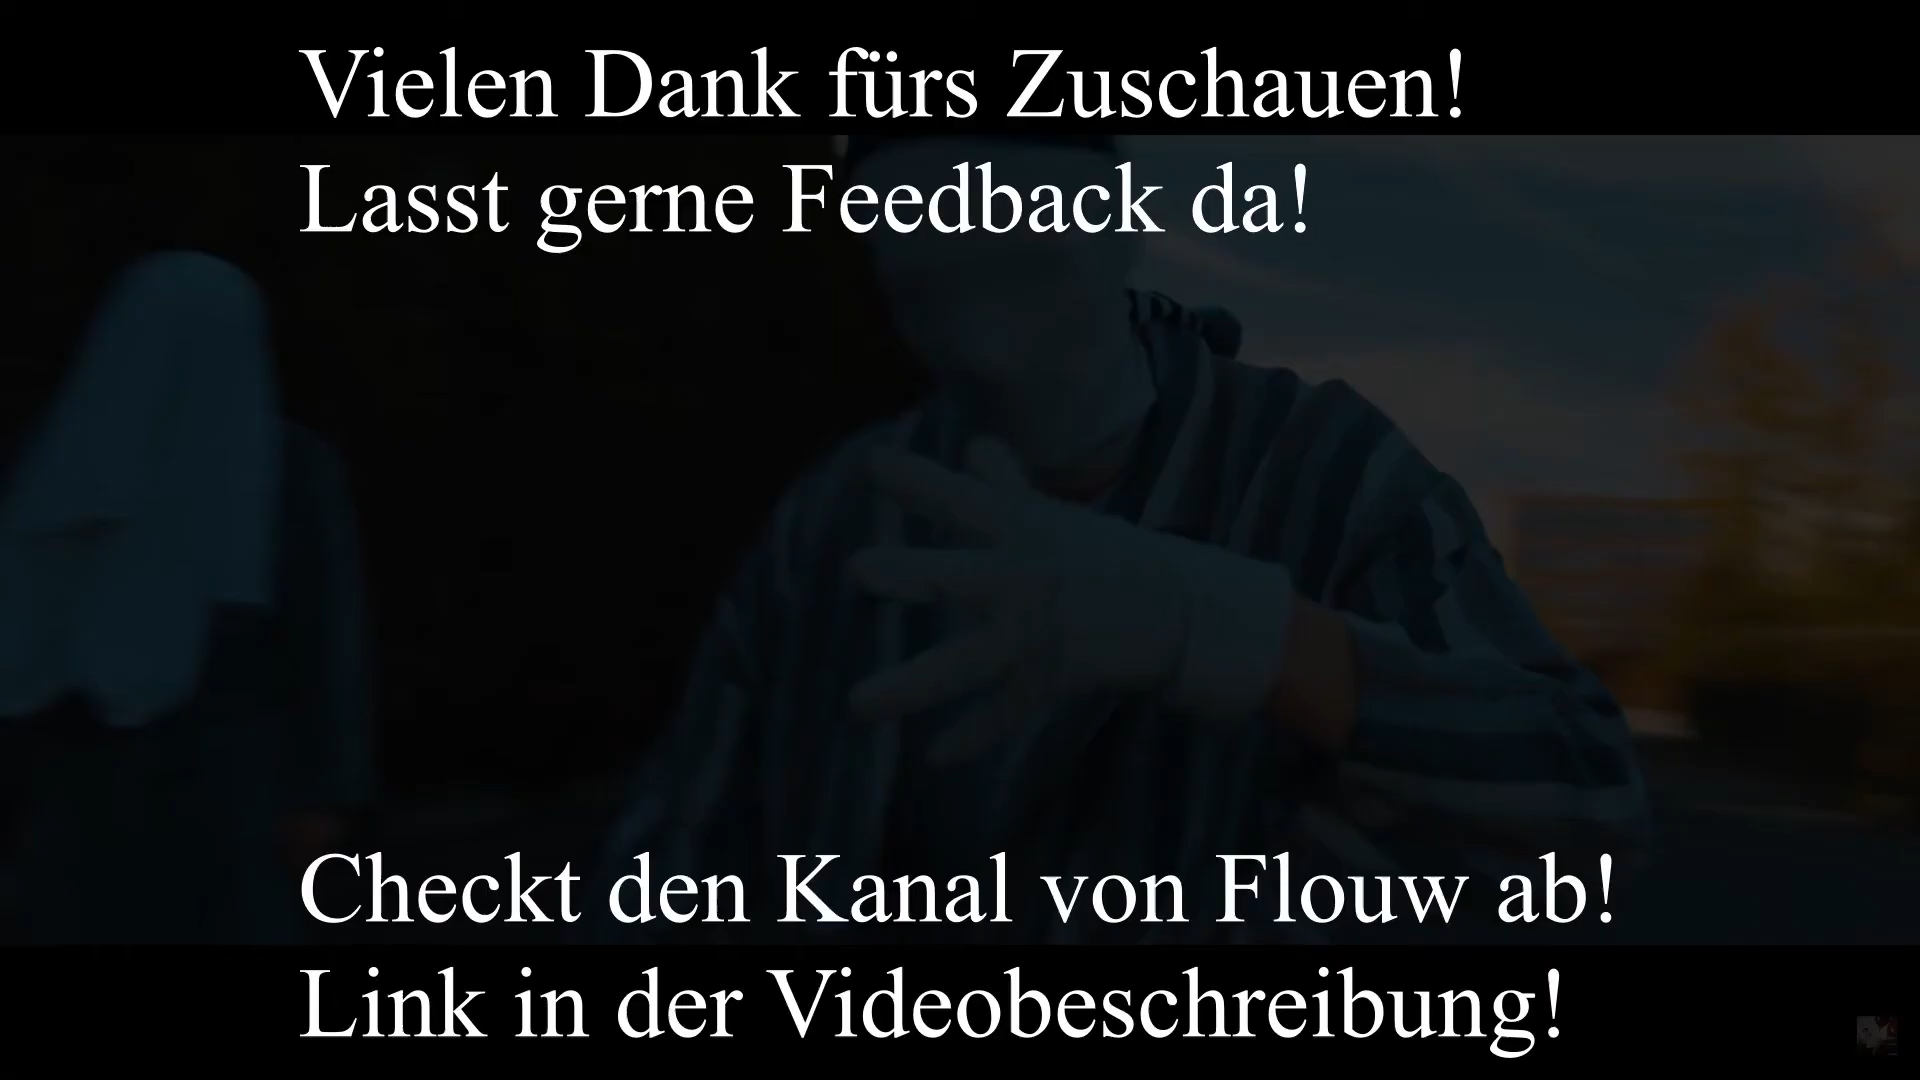 Vielen Dank fürs Zuschauen!
Lasst gerne Feedback da!
Checkt den Kanal von Flouw ab!
Link in der Videobeschreibung!